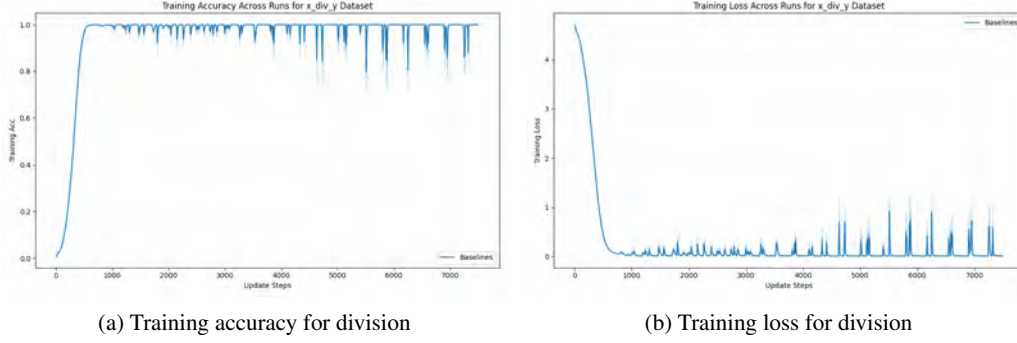 Training Accuracy Across Runs for x_div_y Dataset
1.0
0.8
0.6
0.4
0.2
0.0
Training Acc
0 1000 2000 3000 4000 5000 6000 7000
Update Steps
Baselines
(a) Training accuracy for division
Training Loss Across Runs for x_div_y Dataset
Baselines
4
3
2
1
0
Training Loss
0 1000 2000 3000 4000 5000 6000 7000
Update Steps
(b) Training loss for division